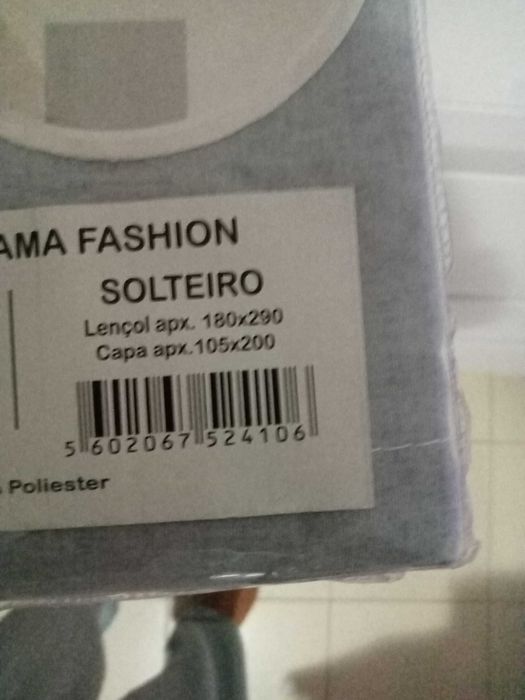 AMA FASHION
SOLTEIRO
Lençol apx. 180x290
Capa apx.105x200
5 602067 524106
Poliester